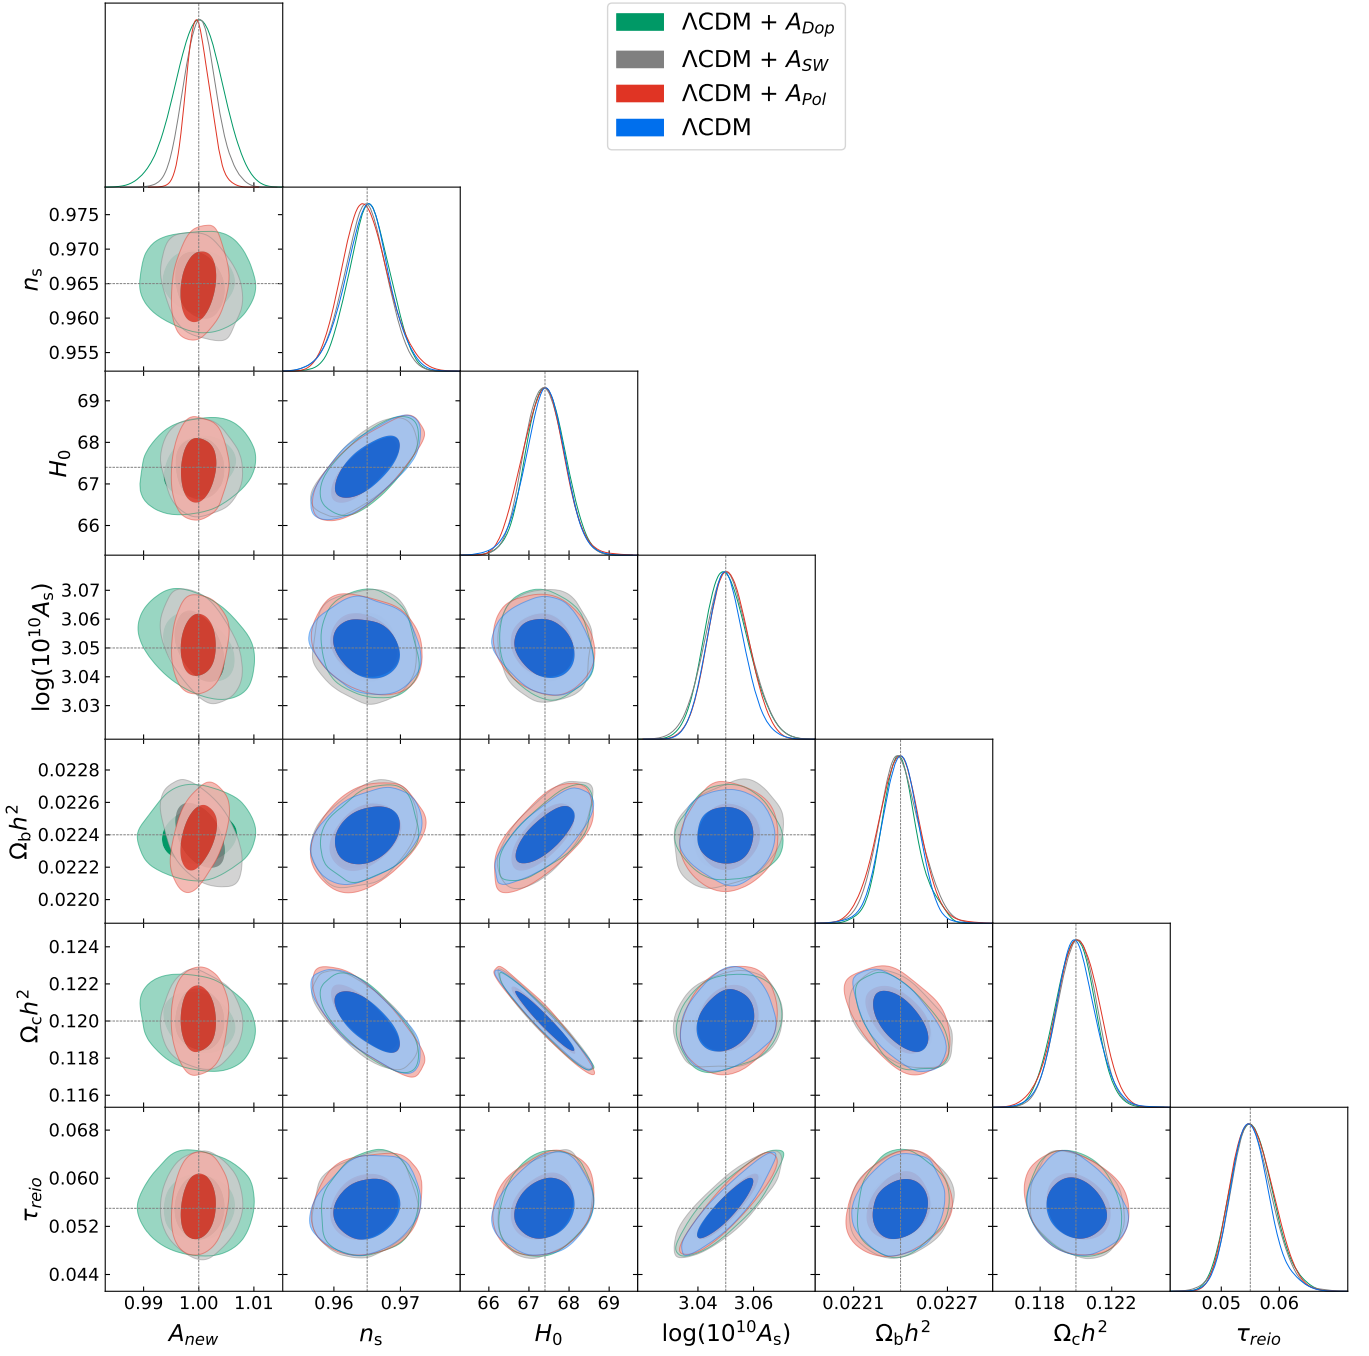 ΛCDM + A_Dop
ΛCDM + A_SW
ΛCDM + A_Pol
ΛCDM
0.975
0.970
0.965
0.960
0.955
n_s
69
68
67
66
H_0
3.07
3.06
3.05
3.04
3.03
log(10^10 A_s)
0.0228
0.0226
0.0224
0.0222
0.0220
Ω_b h^2
0.124
0.122
0.120
0.118
0.116
Ω_c h^2
0.068
0.060
0.052
0.044
τ_reio
0.99 1.00 1.01 0.96 0.97 66 67 68 69 3.04 3.06 0.0221 0.0227 0.118 0.122 0.05 0.06
A_new n_s H_0 log(10^10 A_s) Ω_b h^2 Ω_c h^2 τ_reio